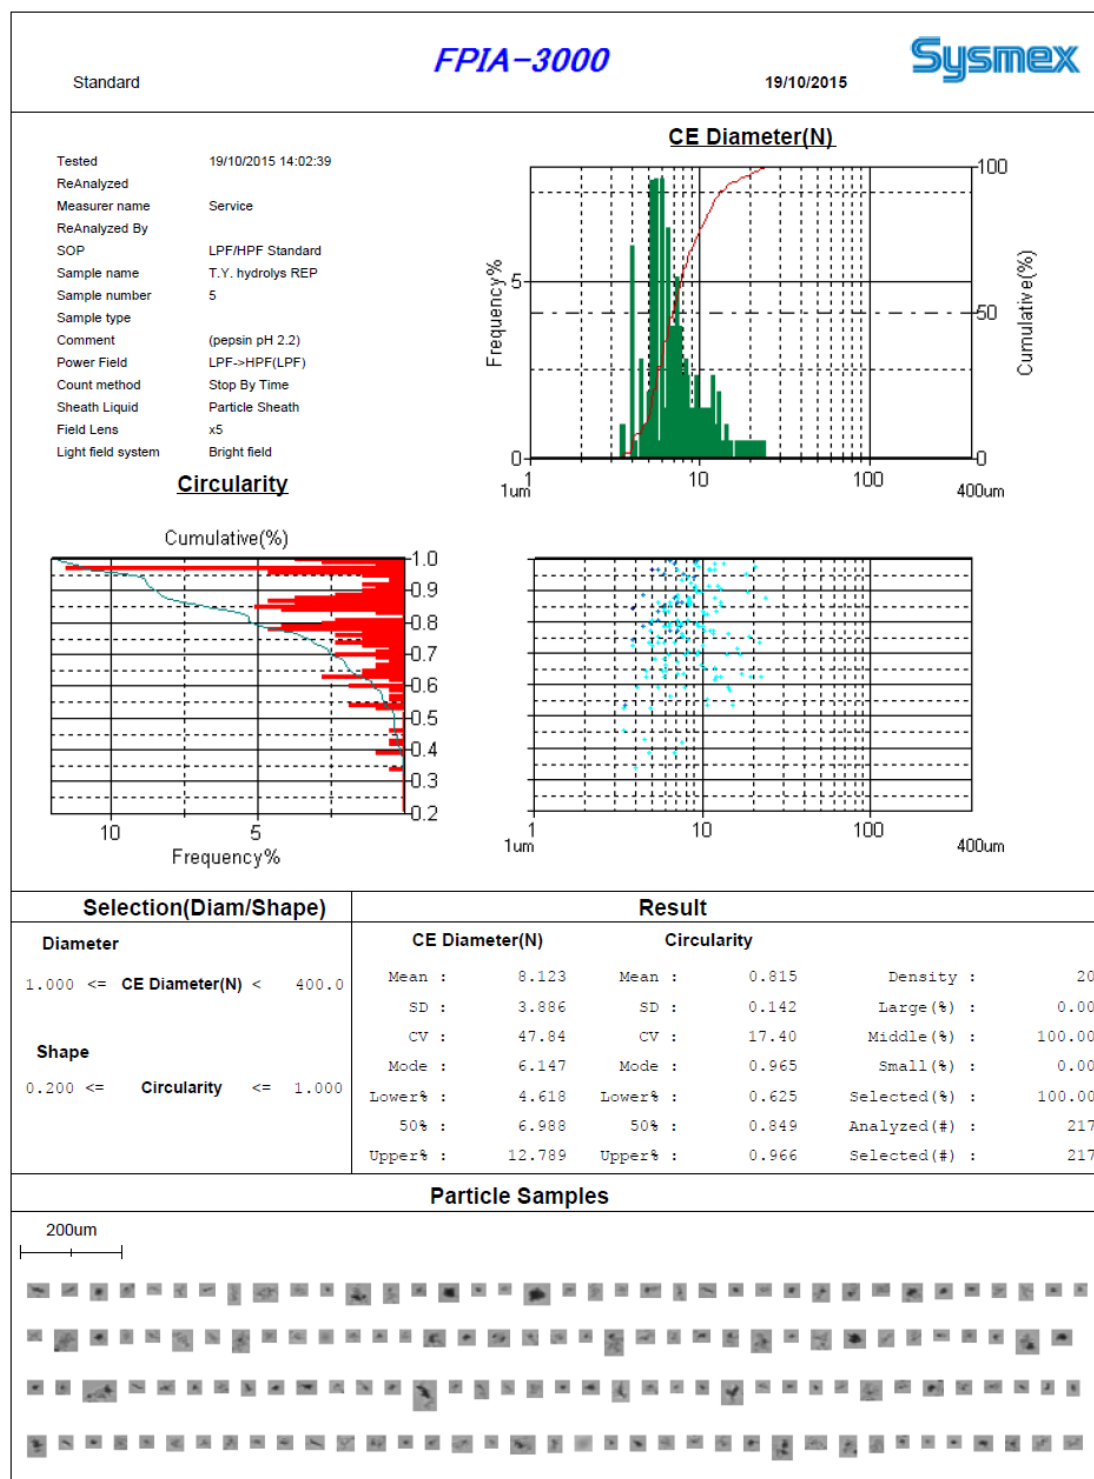 Standard
FPIA-3000
19/10/2015
Sysmex
Tested 19/10/2015 14:02:39
ReAnalyzed
Measurer name Service
ReAnalyzed By
SOP LPF/HPF Standard
Sample name T.Y. hydrolys REP
Sample number 5
Sample type
Comment (pepsin pH 2.2)
Power Field LPF->HPF(LPF)
Count method Stop By Time
Sheath Liquid Particle Sheath
Field Lens x5
Light field system Bright field
CE Diameter(N)
100
Frequency%
5
50
Cumulative(%)
0
0
1
10
100
1um
400um
Circularity
Cumulative(%)
1.0
0.9
0.8
0.7
0.6
0.5
0.4
0.3
0.2
10
5
Frequency%
1
10
100
1um
400um
Selection(Diam/Shape)
Diameter
1.000 <= CE Diameter(N) < 400.0
Shape
0.200 <= Circularity <= 1.000
Result
CE Diameter(N) Circularity
Mean : 8.123 Mean : 0.815 Density : 20
SD : 3.886 SD : 0.142 Large(%) : 0.00
CV : 47.84 CV : 17.40 Middle(%) : 100.00
Mode : 6.147 Mode : 0.965 Small(%) : 0.00
Lower% : 4.618 Lower% : 0.625 Selected(%) : 100.00
50% : 6.988 50% : 0.849 Analyzed(#) : 217
Upper% : 12.789 Upper% : 0.966 Selected(#) : 217
Particle Samples
200um